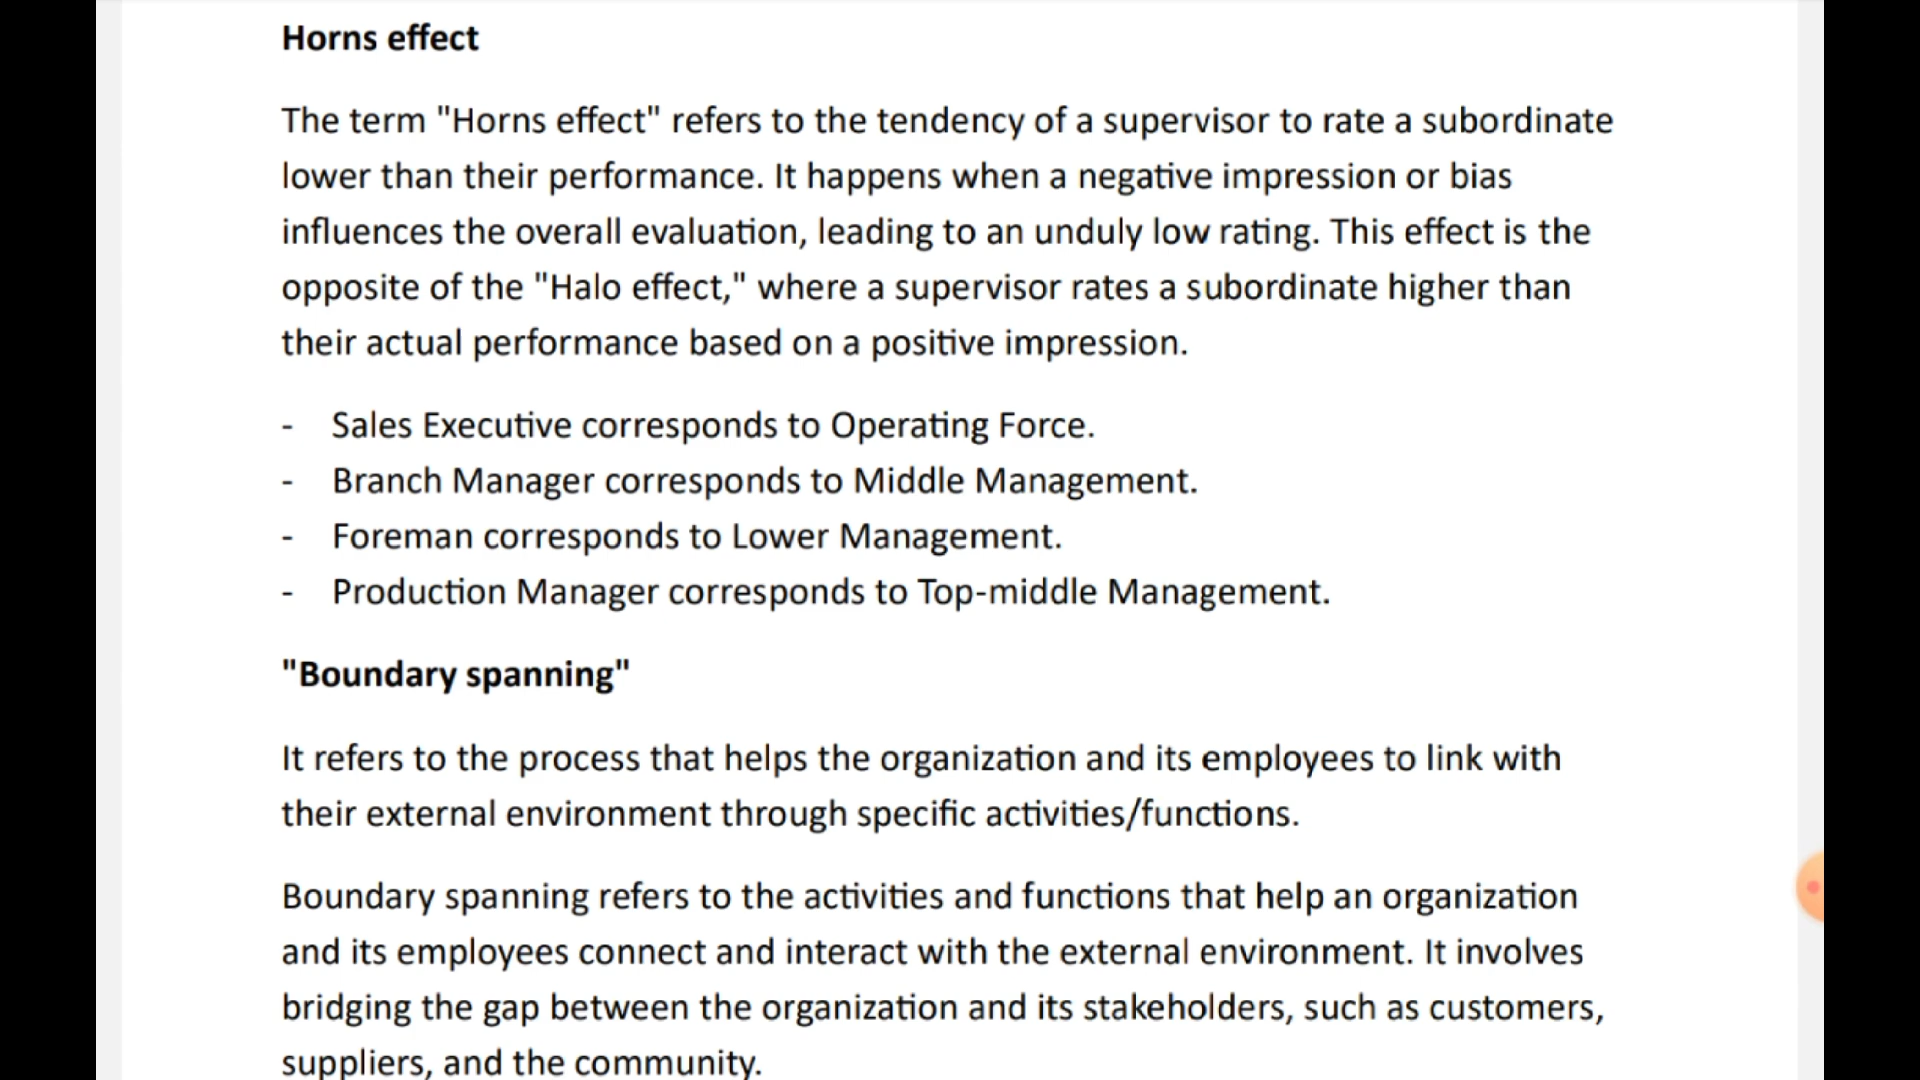 Horns effect
The term "Horns effect" refers to the tendency of a supervisor to rate a subordinate
lower than their performance. It happens when a negative impression or bias
influences the overall evaluation, leading to an unduly low rating. This effect is the
opposite of the "Halo effect," where a supervisor rates a subordinate higher than
their actual performance based on a positive impression.
- Sales Executive corresponds to Operating Force.
- Branch Manager corresponds to Middle Management.
- Foreman corresponds to Lower Management.
- Production Manager corresponds to Top-middle Management.
"Boundary spanning"
It refers to the process that helps the organization and its employees to link with
their external environment through specific activities/functions.
Boundary spanning refers to the activities and functions that help an organization
and its employees connect and interact with the external environment. It involves
bridging the gap between the organization and its stakeholders, such as customers,
suppliers, and the community.